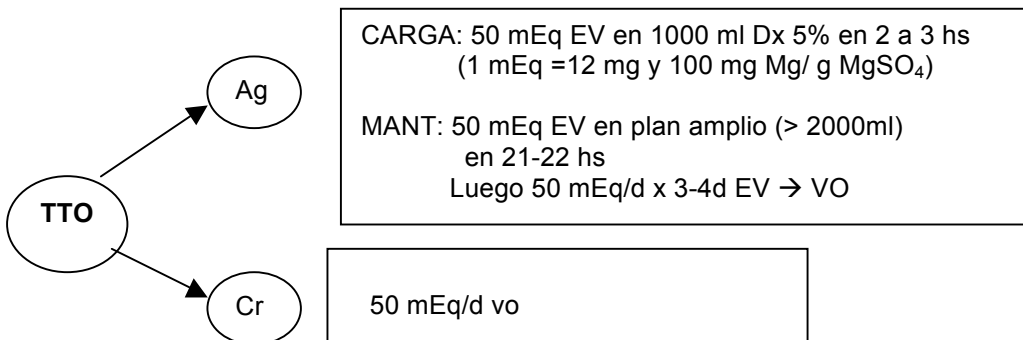 CARGA: 50 mEq EV en 1000 ml Dx 5% en 2 a 3 hs
(1 mEq =12 mg y 100 mg Mg/ g MgSO₄)
Ag
MANT: 50 mEq EV en plan amplio (> 2000ml)
en 21-22 hs
Luego 50 mEq/d x 3-4d EV → VO
TTO
Cr
50 mEq/d vo